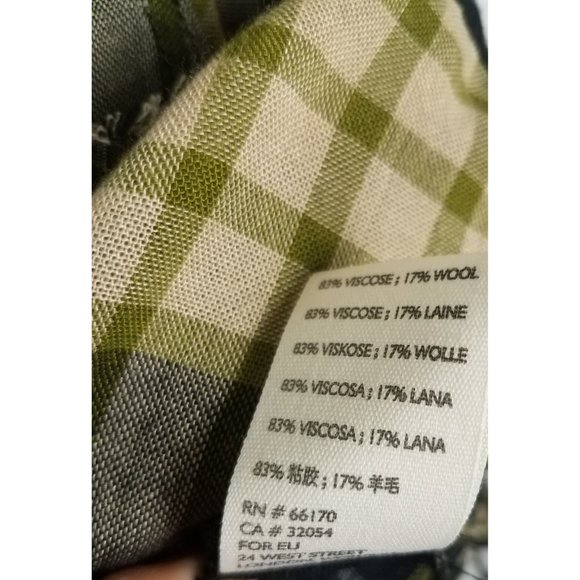 83% VISCOSE ; 17% WOOL
83% VISCOSE ; 17% LAINE
83% VISKOSE ; 17% WOLLE
83% VISCOSA ; 17% LANA
83% VISCOSA ; 17% LANA
83% 粘胶 ; 17% 羊毛
RN # 66170
CA # 32054
FOR EU
24 WEST STREET
LONDON